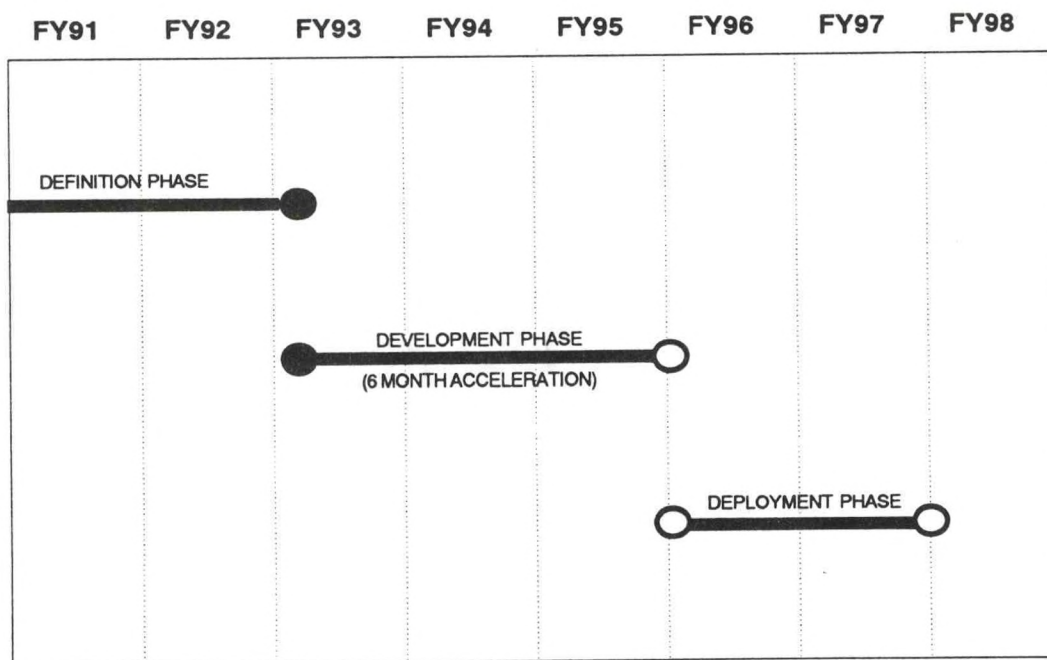 FY91 FY92 FY93 FY94 FY95 FY96 FY97 FY98
DEFINITION PHASE
DEVELOPMENT PHASE
(6 MONTH ACCELERATION)
DEPLOYMENT PHASE